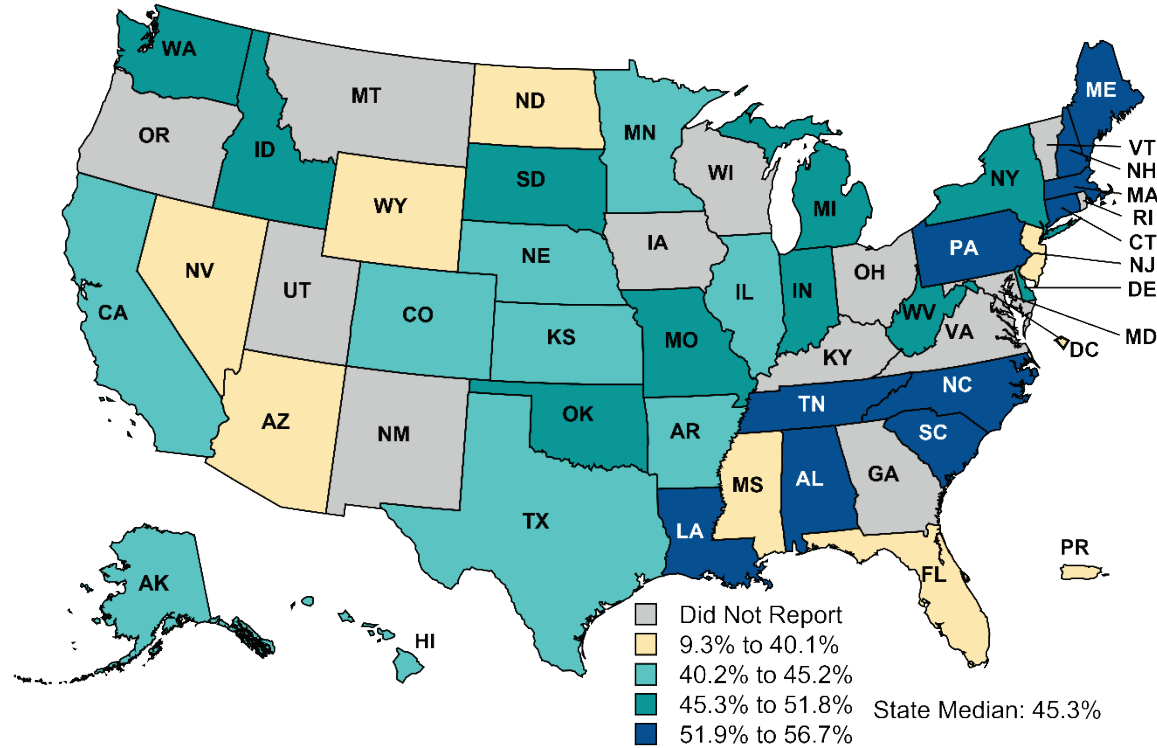 WA
MT
ND
MN
ME
OR
ID
SD
WI
MI
NY
VT
NH
MA
RI
CT
NJ
DE
MD
DC
WY
NE
IA
PA
NV
UT
CO
KS
MO
IL
IN
OH
WV
VA
KY
CA
AZ
NM
OK
AR
TN
NC
SC
MS
AL
GA
TX
LA
FL
PR
AK
HI
Did Not Report
9.3% to 40.1%
40.2% to 45.2%
45.3% to 51.8%
51.9% to 56.7%
State Median: 45.3%